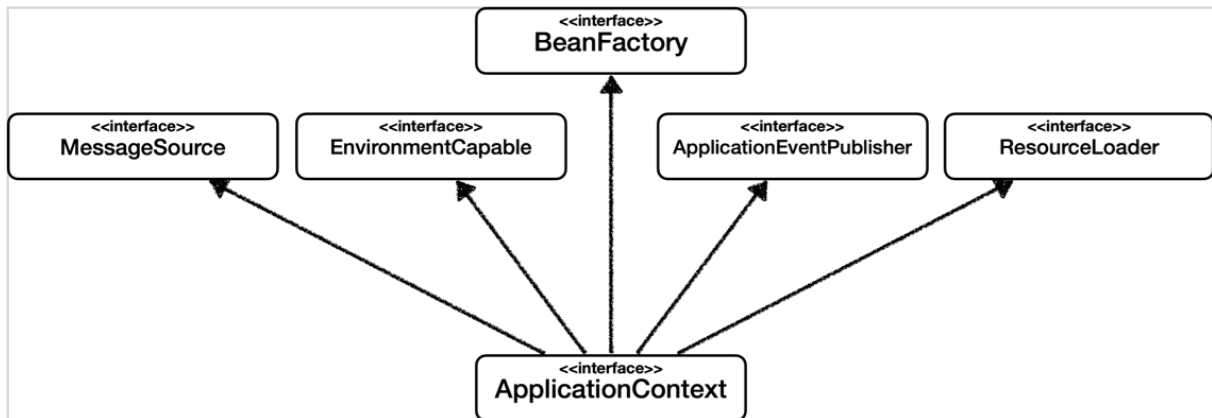 <<interface>>
BeanFactory
<<interface>>
MessageSource
<<interface>>
EnvironmentCapable
<<interface>>
ApplicationEventPublisher
<<interface>>
ResourceLoader
<<interface>>
ApplicationContext